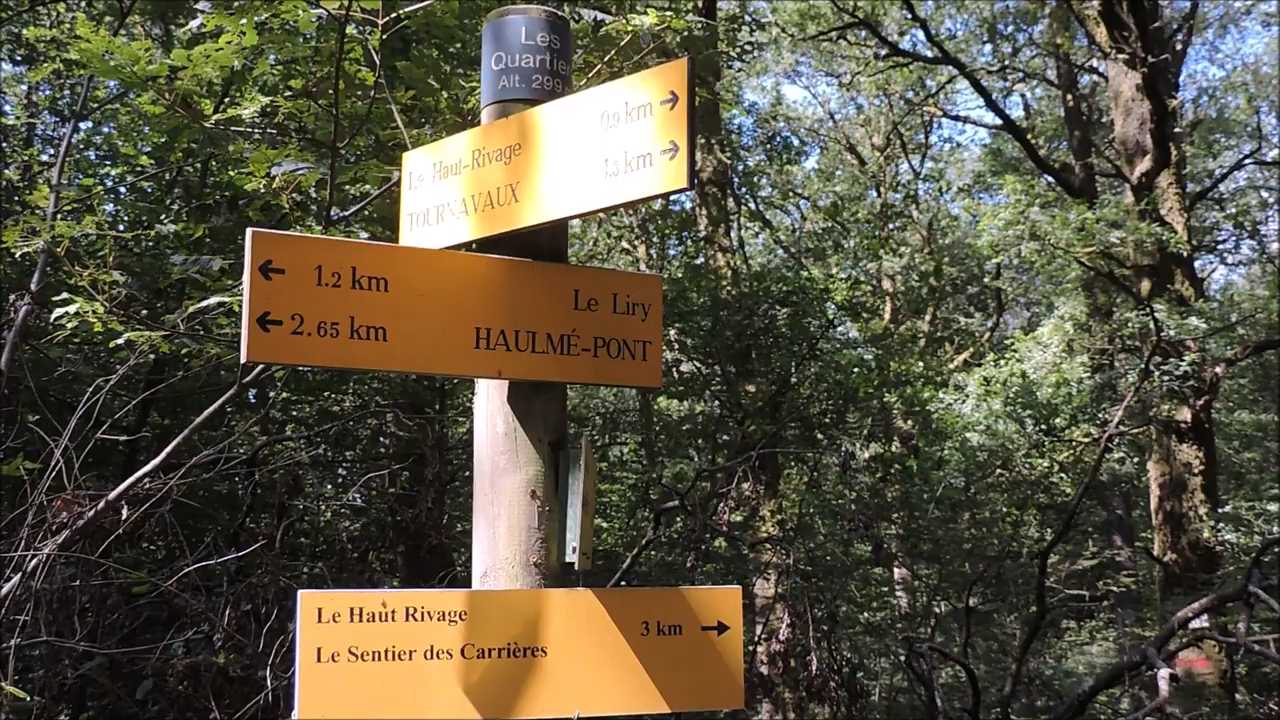 Les
Quartie
Alt. 299
Le Haut-Rivage 0.9 km →
TOURNAVAUX 1.3 km →
← 1.2 km Le Liry
← 2.65 km HAULMÉ-PONT
Le Haut Rivage
3 km →
Le Sentier des Carrières